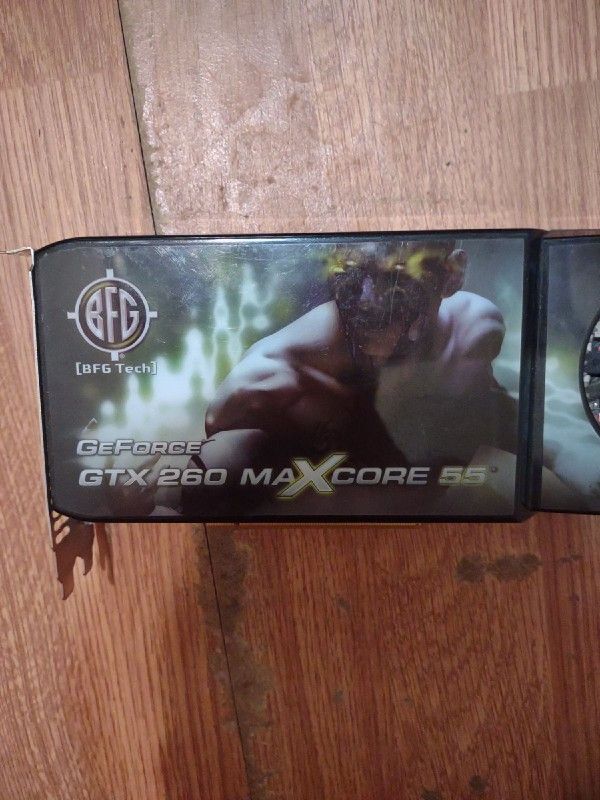 BFG
[BFG Tech]
GEFORCE
GTX 260 MAXCORE 55